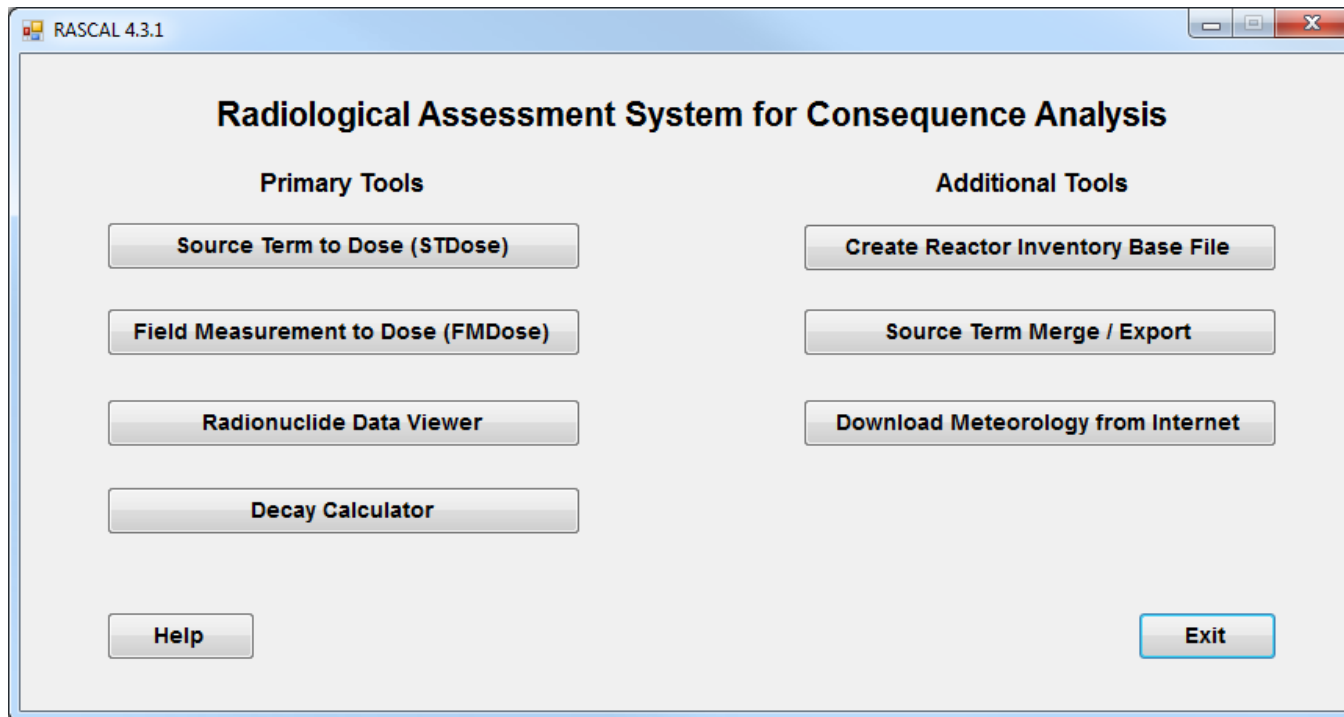 RASCAL 4.3.1
Radiological Assessment System for Consequence Analysis
Primary Tools
Source Term to Dose (STDose)
Field Measurement to Dose (FMDose)
Radionuclide Data Viewer
Decay Calculator
Additional Tools
Create Reactor Inventory Base File
Source Term Merge / Export
Download Meteorology from Internet
Help
Exit